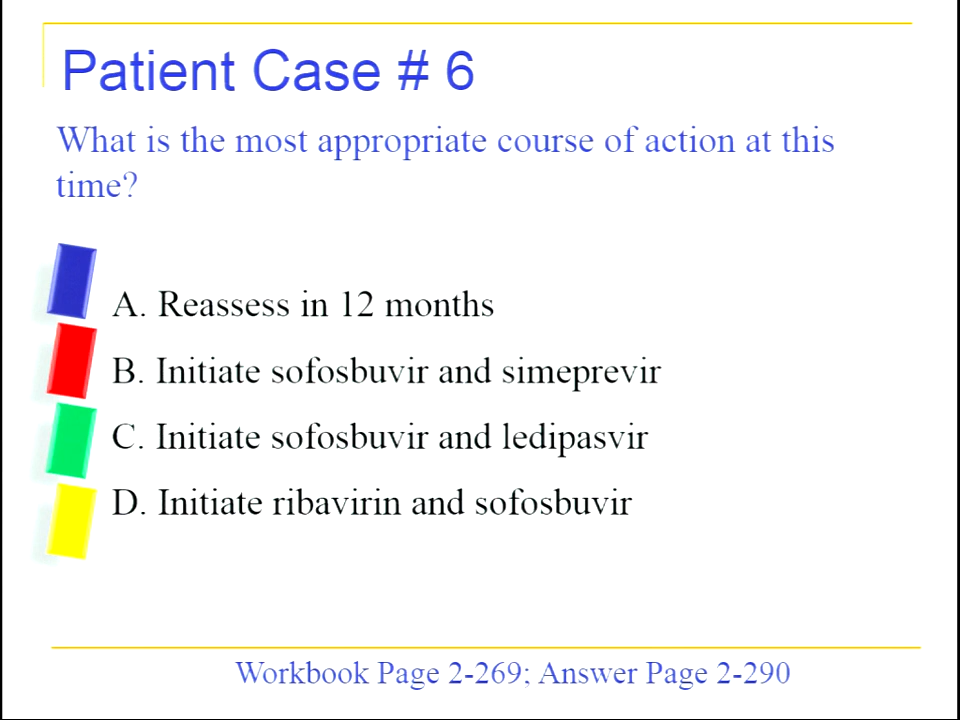 Patient Case # 6
What is the most appropriate course of action at this
time?
A. Reassess in 12 months
B. Initiate sofosbuvir and simeprevir
C. Initiate sofosbuvir and ledipasvir
D. Initiate ribavirin and sofosbuvir
Workbook Page 2-269; Answer Page 2-290